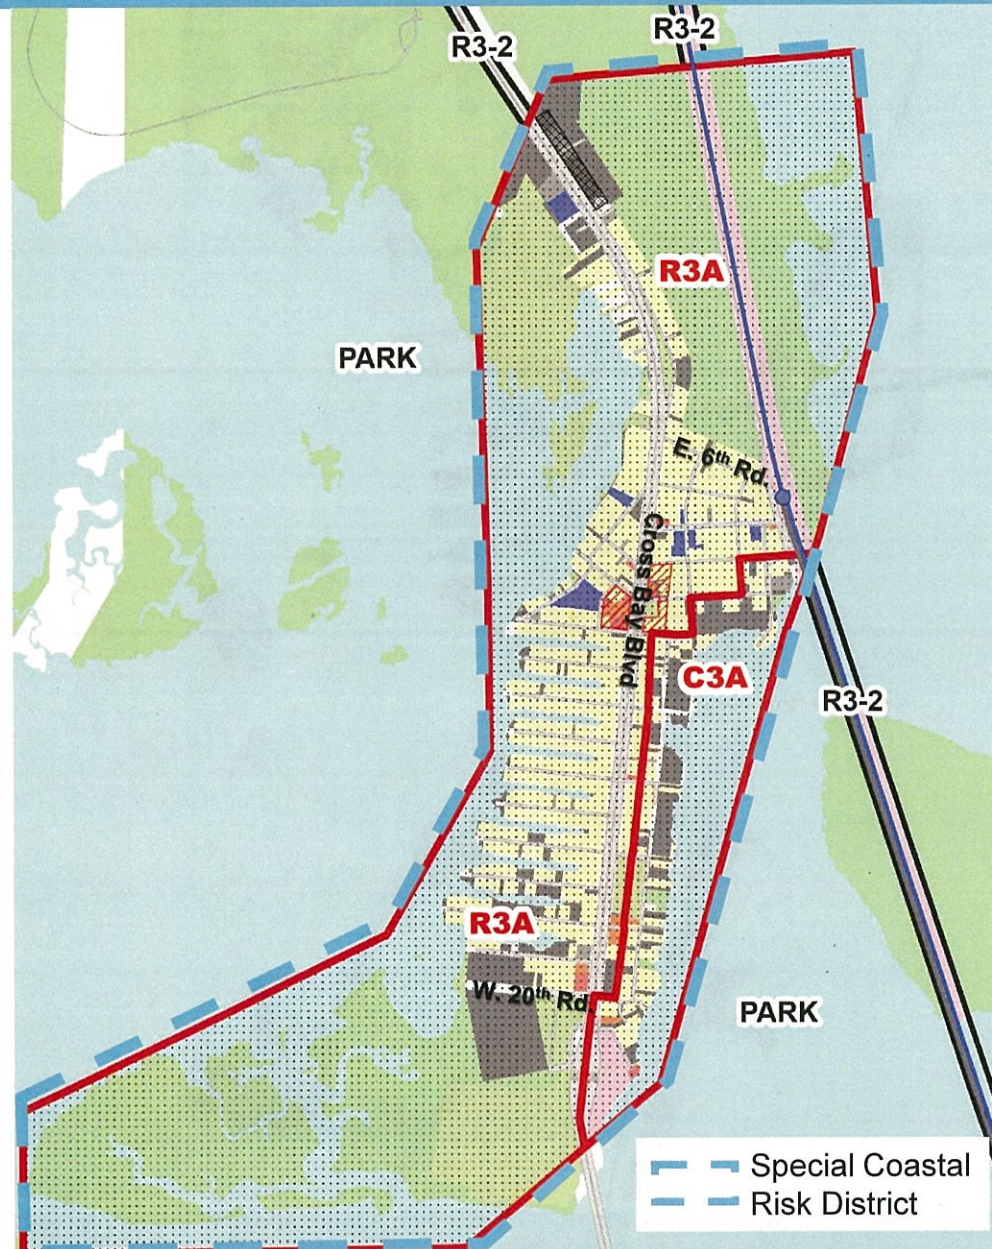 R3-2
R3-2
R3A
PARK
E. 6th Rd.
Cross Bay Blvd
C3A
R3-2
R3A
W. 20th Rd.
PARK
Special Coastal
Risk District